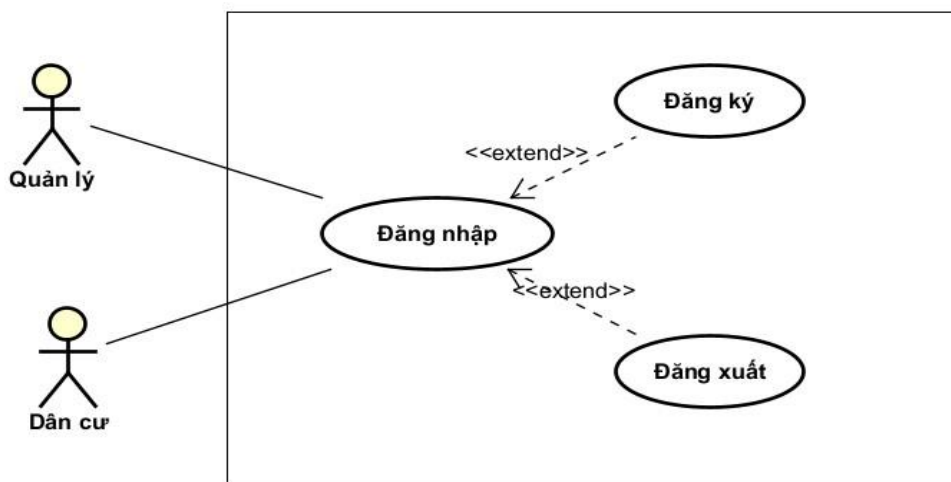 Đăng ký
<<extend>>
Quản lý
Đăng nhập
<<extend>>
Đăng xuất
Dân cư